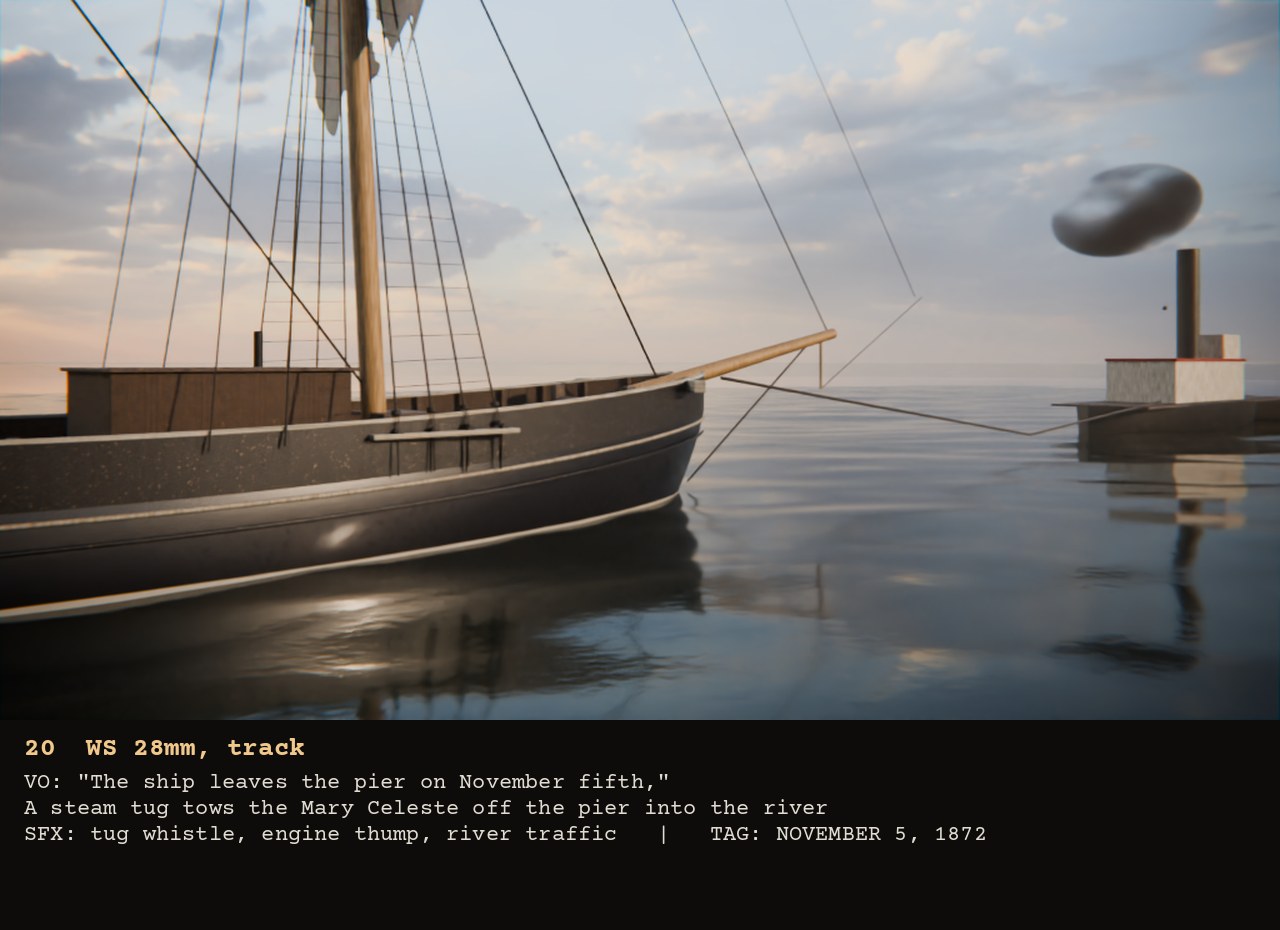 20  WS 28mm, track
VO: "The ship leaves the pier on November fifth,"
A steam tug tows the Mary Celeste off the pier into the river
SFX: tug whistle, engine thump, river traffic   |   TAG: NOVEMBER 5, 1872